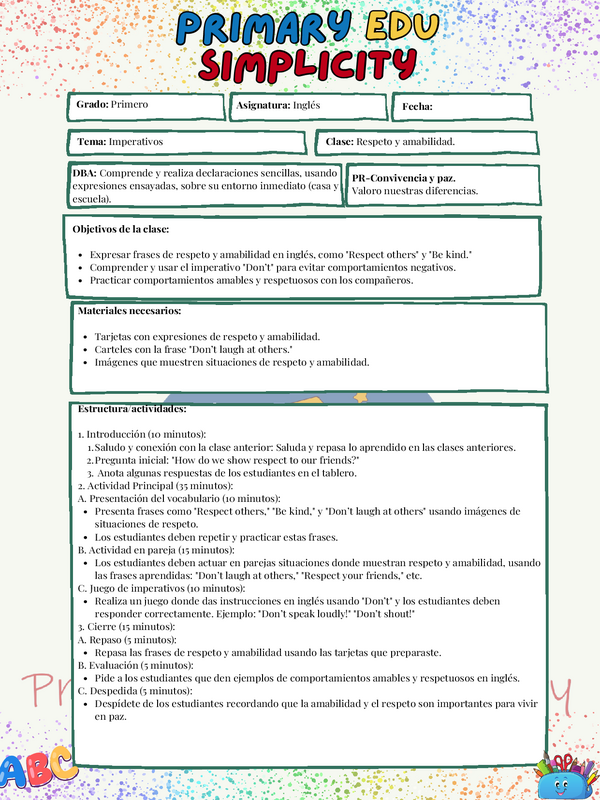 PRIMARY EDU
SIMPLICITY
Grado: Primero
Asignatura: Inglés
Fecha:
Tema: Imperativos
Clase: Respeto y amabilidad.
DBA: Comprende y realiza declaraciones sencillas, usando
expresiones ensayadas, sobre su entorno inmediato (casa y
escuela).
PR-Convivencia y paz.
Valoro nuestras diferencias.
Objetivos de la clase:
• Expresar frases de respeto y amabilidad en inglés, como "Respect others" y "Be kind."
• Comprender y usar el imperativo "Don't" para evitar comportamientos negativos.
• Practicar comportamientos amables y respetuosos con los compañeros.
Materiales necesarios:
• Tarjetas con expresiones de respeto y amabilidad.
• Carteles con la frase "Don't laugh at others."
• Imágenes que muestren situaciones de respeto y amabilidad.
Estructura/actividades:
1. Introducción (10 minutos):
1. Saludo y conexión con la clase anterior: Saluda y repasa lo aprendido en las clases anteriores.
2. Pregunta inicial: "How do we show respect to our friends?"
3. Anota algunas respuestas de los estudiantes en el tablero.
2. Actividad Principal (35 minutos):
A. Presentación del vocabulario (10 minutos):
• Presenta frases como "Respect others," "Be kind," y "Don't laugh at others" usando imágenes de
situaciones de respeto.
• Los estudiantes deben repetir y practicar estas frases.
B. Actividad en pareja (15 minutos):
• Los estudiantes deben actuar en parejas situaciones donde muestran respeto y amabilidad, usando
las frases aprendidas: "Don't laugh at others," "Respect your friends," etc.
C. Juego de imperativos (10 minutos):
• Realiza un juego donde das instrucciones en inglés usando "Don't" y los estudiantes deben
responder correctamente. Ejemplo: "Don't speak loudly!" "Don't shout!"
3. Cierre (15 minutos):
A. Repaso (5 minutos):
• Repasa las frases de respeto y amabilidad usando las tarjetas que preparaste.
B. Evaluación (5 minutos):
• Pide a los estudiantes que den ejemplos de comportamientos amables y respetuosos en inglés.
C. Despedida (5 minutos):
• Despídete de los estudiantes recordando que la amabilidad y el respeto son importantes para vivir
en paz.
ABC